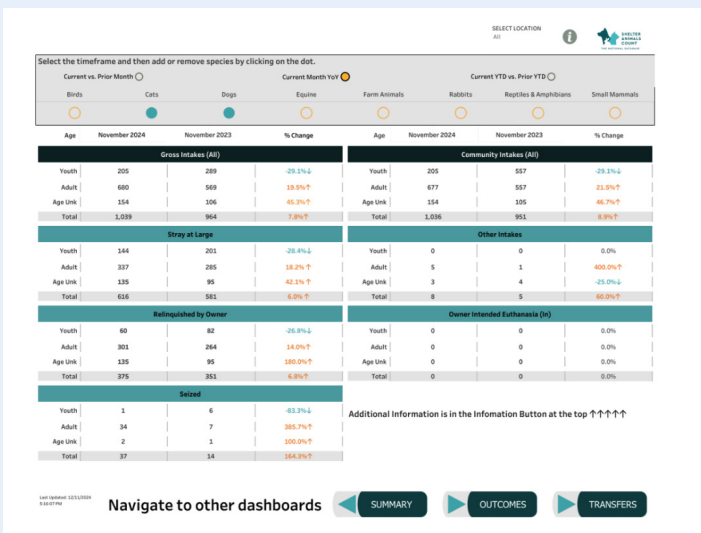 SELECT LOCATION
All
i
SHELTER
ANIMALS
COUNT
THE NATIONAL DATABASE
Select the timeframe and then add or remove species by clicking on the dot.
Current vs. Prior Month Current Month YoY Current YTD vs. Prior YTD
Birds Cats Dogs Equine Farm Animals Rabbits Reptiles & Amphibians Small Mammals
Age November 2024 November 2023 % Change Age November 2024 November 2023 % Change
Gross Intakes (All) Community Intakes (All)
Youth 205 289 -29.1%↓ Youth 205 557 -29.1%↓
Adult 680 569 19.5%↑ Adult 677 557 21.5%↑
Age Unk 154 106 45.3%↑ Age Unk 154 105 46.7%↑
Total 1,039 964 7.8%↑ Total 1,036 951 8.9%↑
Stray at Large Other Intakes
Youth 144 201 -28.4%↓ Youth 0 0 0.0%
Adult 337 285 18.2%↑ Adult 5 1 400.0%↑
Age Unk 135 95 42.1%↑ Age Unk 3 4 -25.0%↓
Total 616 581 6.0%↑ Total 8 5 60.0%↑
Relinquished by Owner Owner Intended Euthanasia (In)
Youth 60 82 -26.8%↓ Youth 0 0 0.0%
Adult 301 264 14.0%↑ Adult 0 0 0.0%
Age Unk 135 95 180.0%↑ Age Unk 0 0 0.0%
Total 375 351 6.8%↑ Total 0 0 0.0%
Seized
Youth 1 6 -83.3%↓
Adult 34 7 385.7%↑
Age Unk 2 1 100.0%↑
Total 37 14 164.3%↑
Additional Information is in the Infomation Button at the top ↑↑↑↑↑
Last Updated: 12/11/2024
5:16:07 PM
Navigate to other dashboards SUMMARY OUTCOMES TRANSFERS